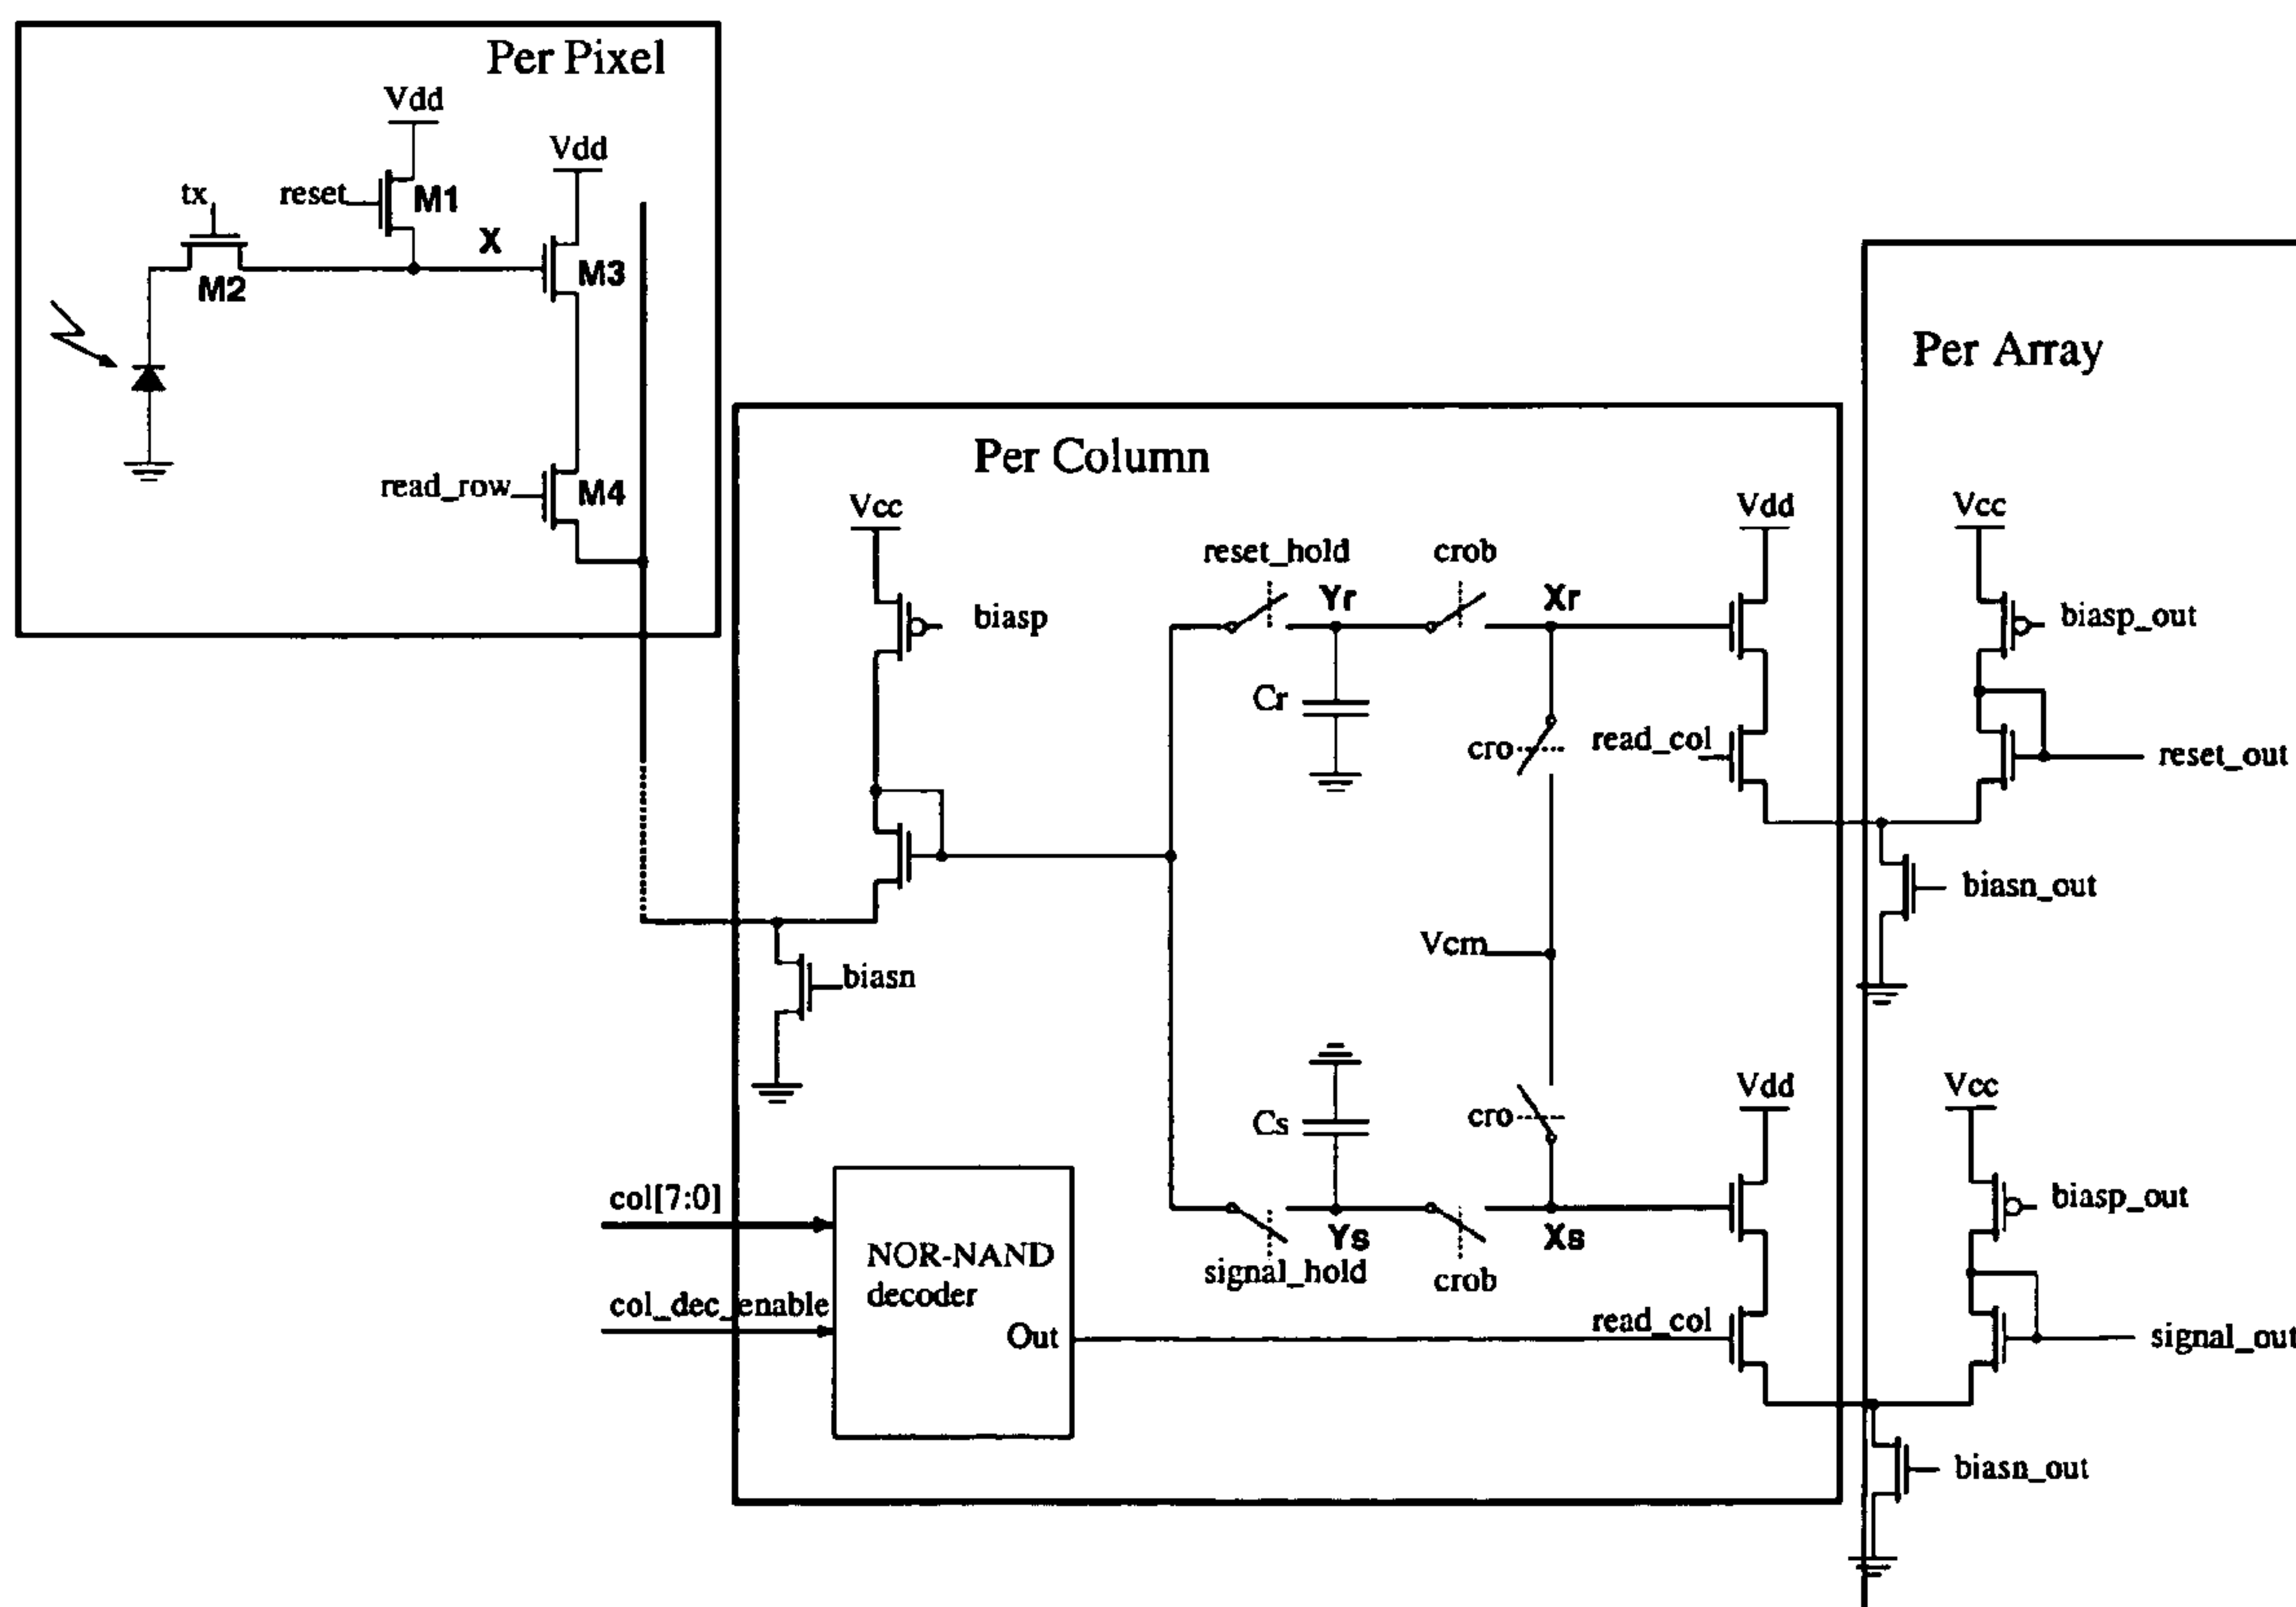 Per Pixel
Vdd
Vdd
tx
reset
M1
X
M2
M3
read_row
M4
Per Array
Per Column
Vcc
Vdd
Vcc
reset_hold
crob
Yr
Xr
biasp
biasp_out
Cr
cro
read_col
reset_out
biasn_out
Vcm
biasn
Vdd
Vcc
Cs
cro
col[7:0]
biasp_out
Ys
Xs
signal_hold
crob
NOR-NAND
decoder
col_dec_enable
Out
read_col
signal_out
biasn_out